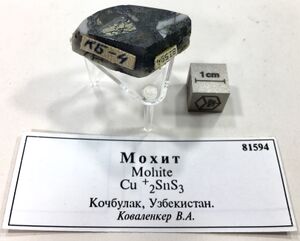 КБ-4
1cm
81594
Мохит
Mohite
Cu⁺₂SnS₃
Кочбулак, Узбекистан.
Коваленкер В.А.